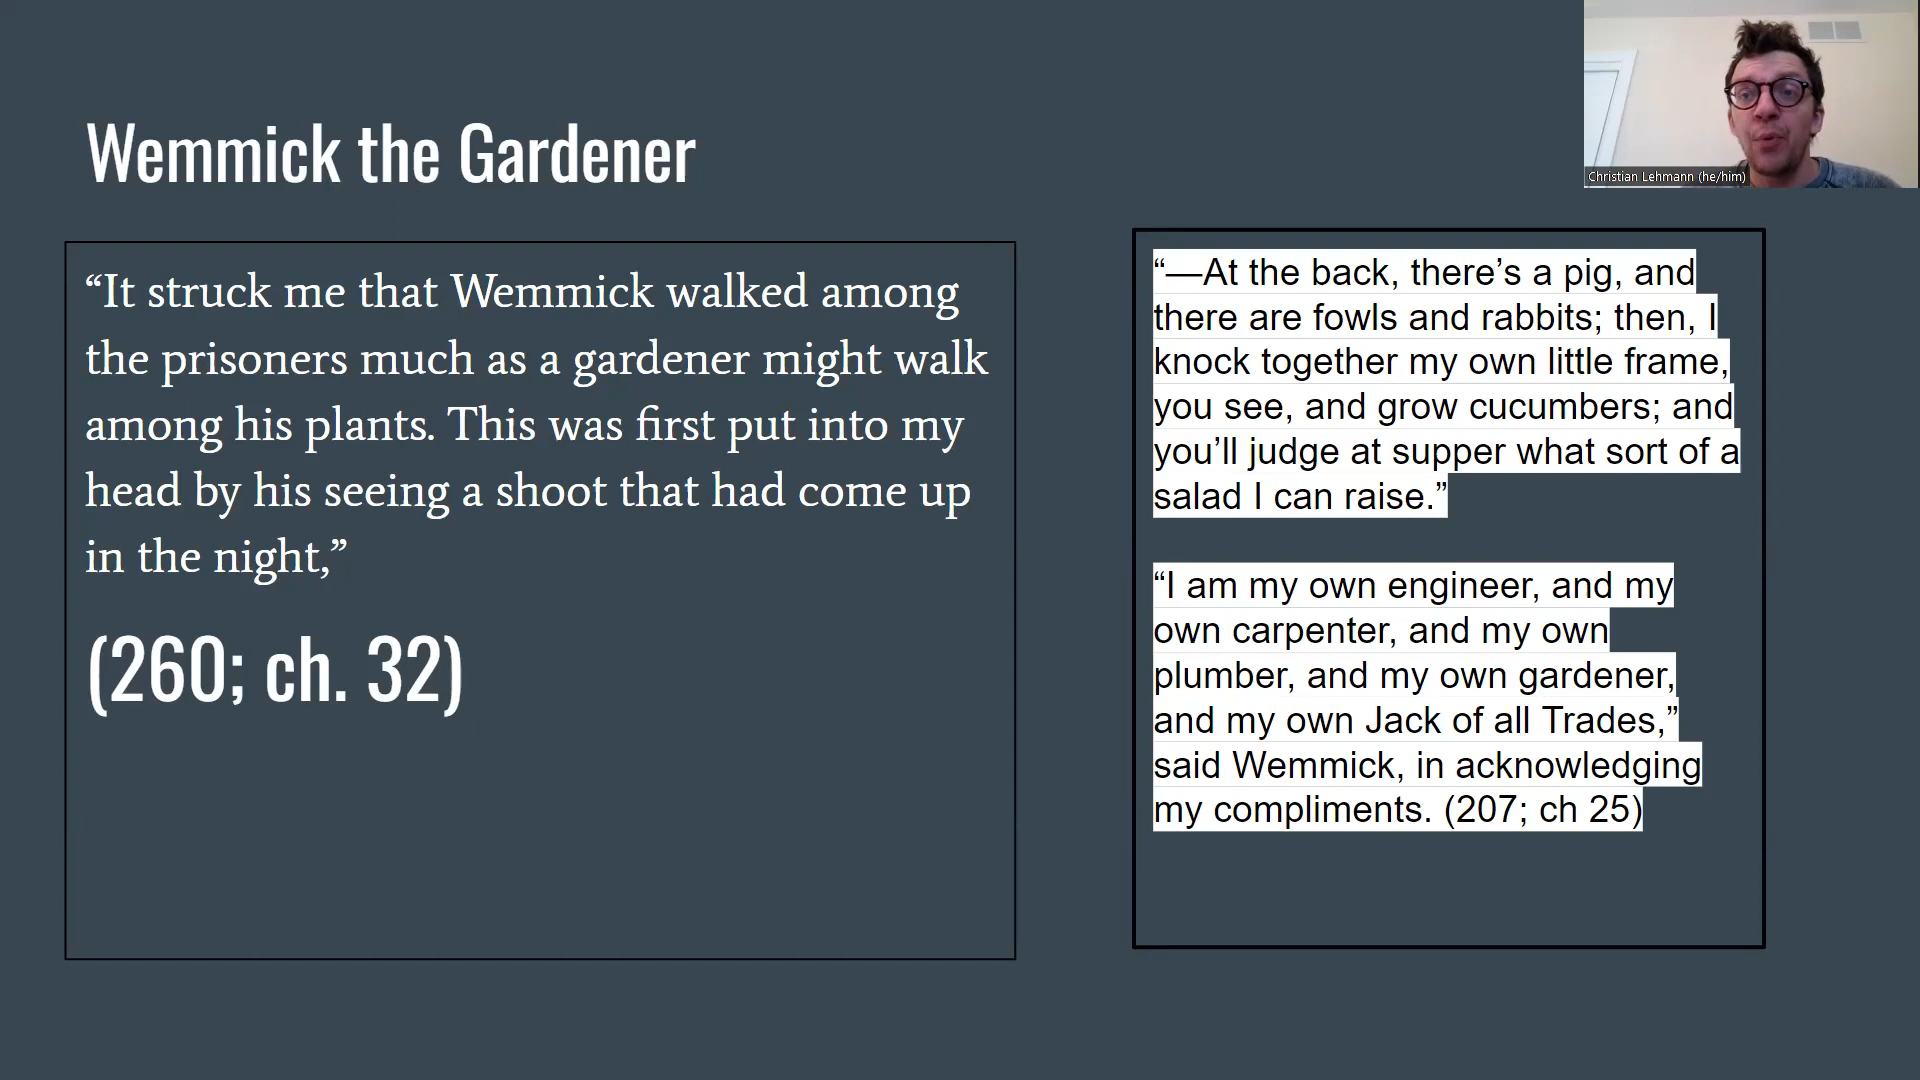 Wemmick the Gardener
“It struck me that Wemmick walked among
the prisoners much as a gardener might walk
among his plants. This was first put into my
head by his seeing a shoot that had come up
in the night,”
(260; ch. 32)
“—At the back, there’s a pig, and
there are fowls and rabbits; then, I
knock together my own little frame,
you see, and grow cucumbers; and
you’ll judge at supper what sort of a
salad I can raise.”
“I am my own engineer, and my
own carpenter, and my own
plumber, and my own gardener,
and my own Jack of all Trades,”
said Wemmick, in acknowledging
my compliments. (207; ch 25)
Christian Lehmann (he/him)